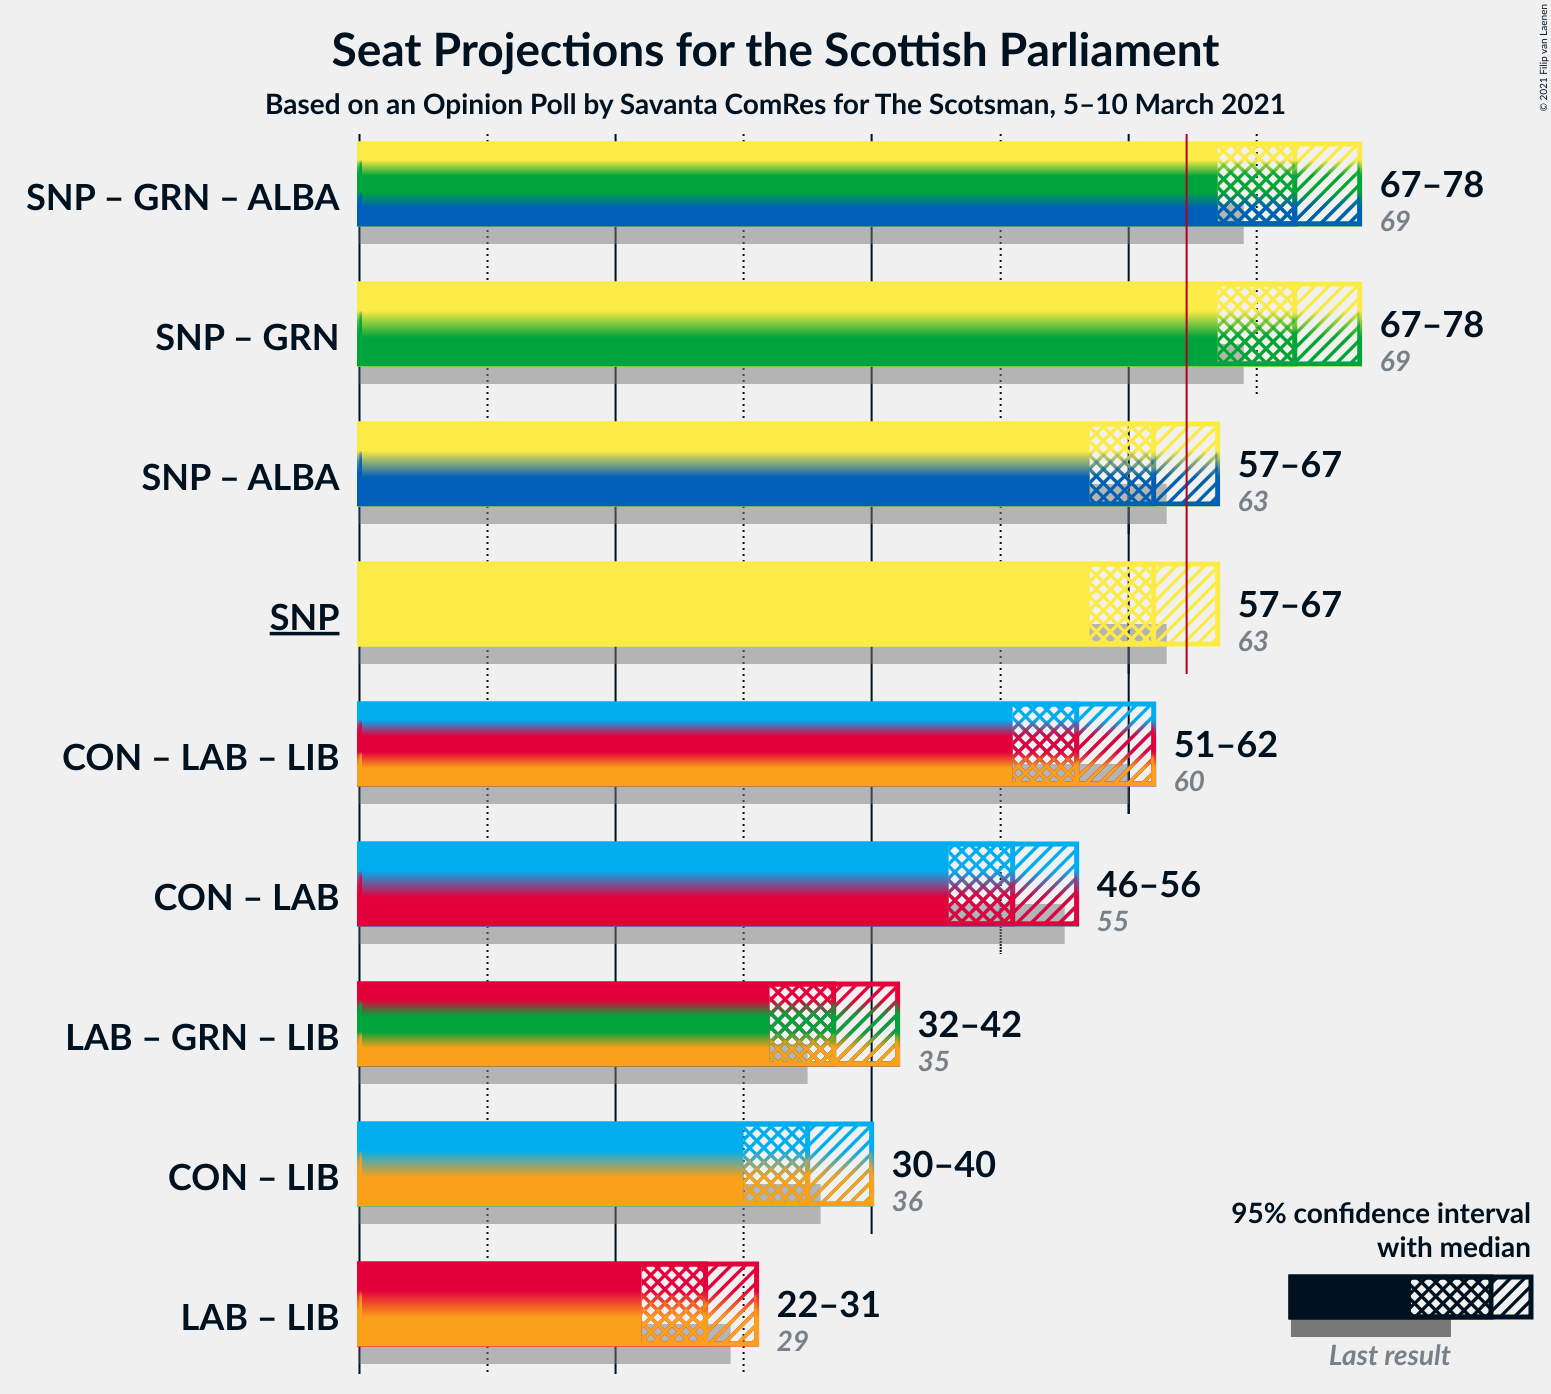 Seat Projections for the Scottish Parliament
Based on an Opinion Poll by Savanta ComRes for The Scotsman, 5–10 March 2021
© 2021 Filip van Laenen
SNP – GRN – ALBA
67–78
69
SNP – GRN
67–78
69
SNP – ALBA
57–67
63
SNP
57–67
63
CON – LAB – LIB
51–62
60
CON – LAB
46–56
55
LAB – GRN – LIB
32–42
35
CON – LIB
30–40
36
LAB – LIB
22–31
29
95% confidence interval
with median
Last result